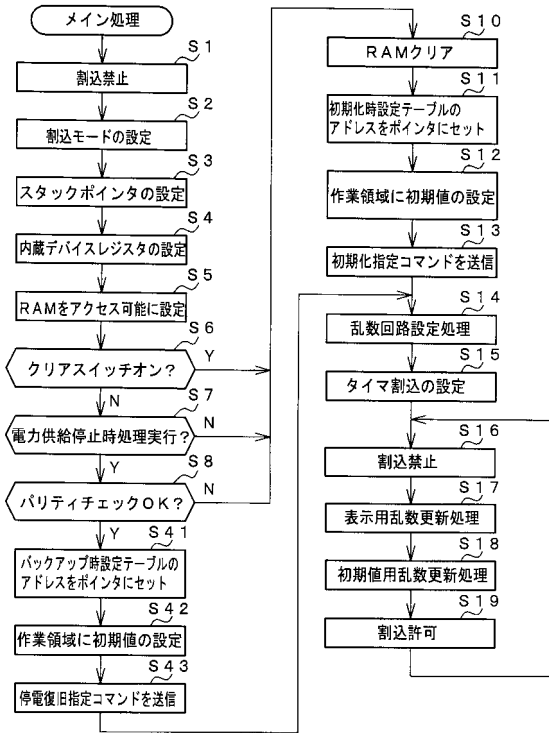 メイン処理
S1
割込禁止
S2
割込モードの設定
S3
スタックポインタの設定
S4
内蔵デバイスレジスタの設定
S5
RAMをアクセス可能に設定
S6
クリアスイッチオン?
Y
N
S7
電力供給停止時処理実行?
N
Y
S8
パリティチェックOK?
N
Y
S41
バックアップ時設定テーブルの
アドレスをポインタにセット
S42
作業領域に初期値の設定
S43
停電復旧指定コマンドを送信
S10
RAMクリア
S11
初期化時設定テーブルの
アドレスをポインタにセット
S12
作業領域に初期値の設定
S13
初期化指定コマンドを送信
S14
乱数回路設定処理
S15
タイマ割込の設定
S16
割込禁止
S17
表示用乱数更新処理
S18
初期値用乱数更新処理
S19
割込許可